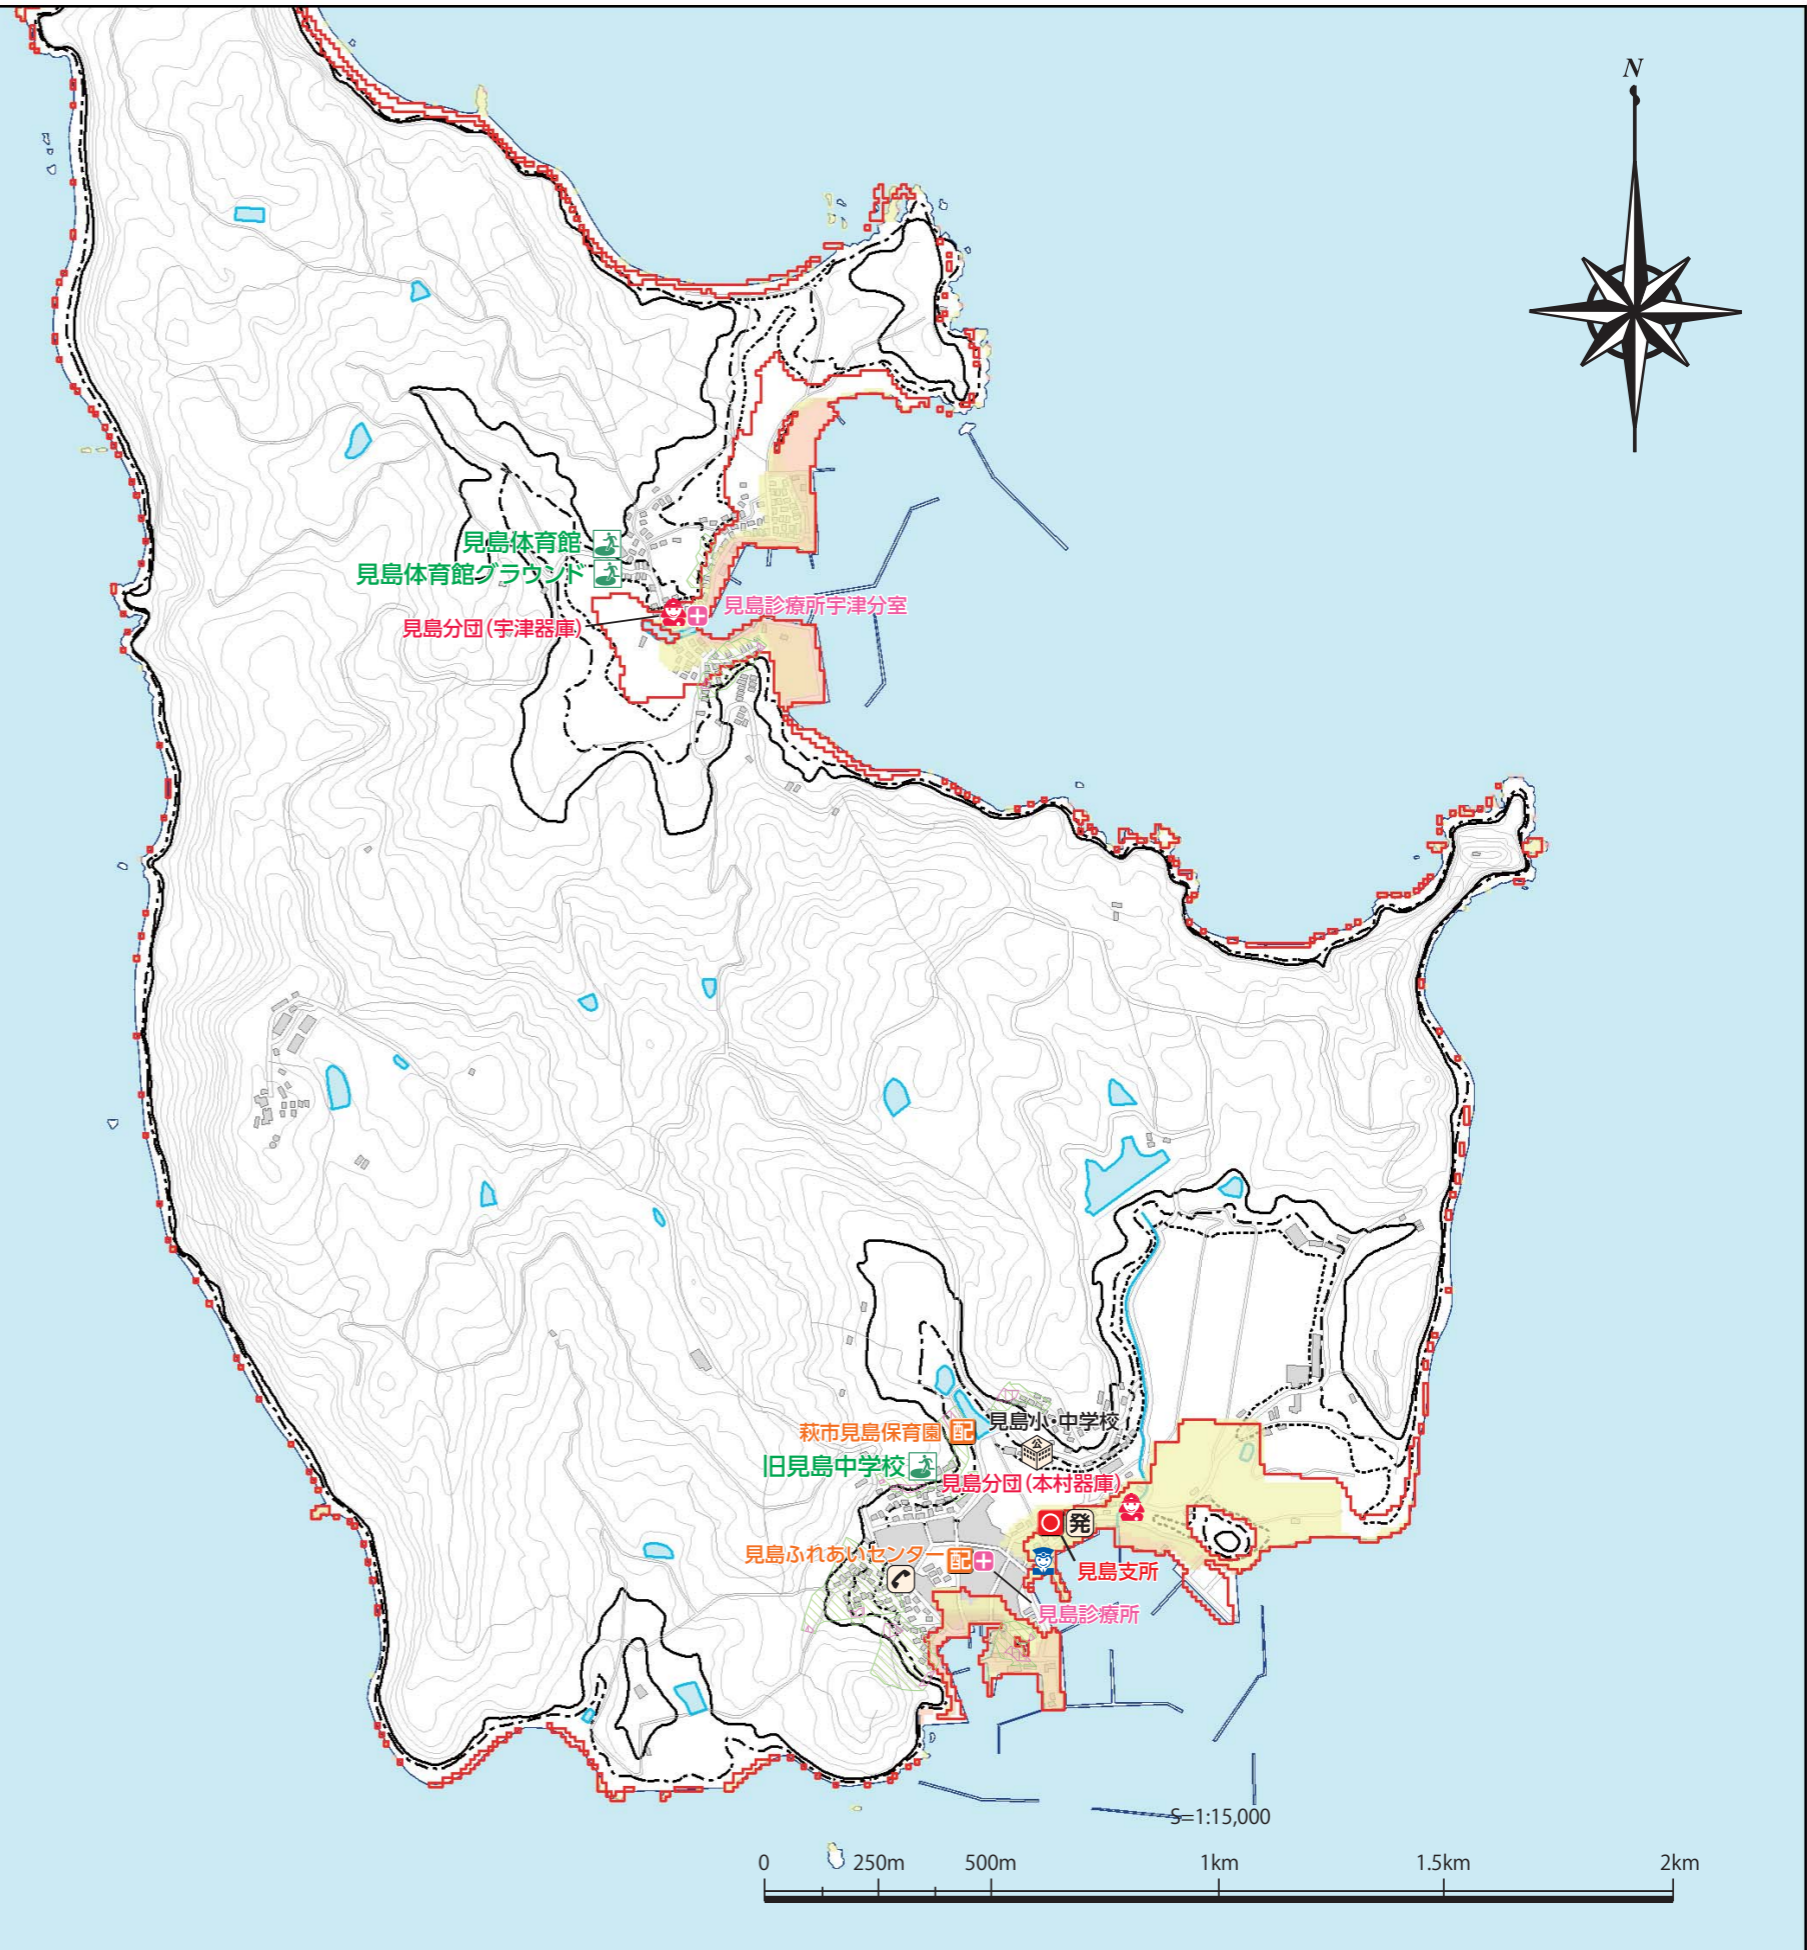 N
見島体育館
見島体育館グラウンド
見島診療所宇津分室
見島分団(宇津器庫)
見島小・中学校
萩市見島保育園
配
公
旧見島中学校
見島分団(本村器庫)
発
見島ふれあいセンター
配
見島支所
見島診療所
S=1:15,000
0 250m 500m 1km 1.5km 2km